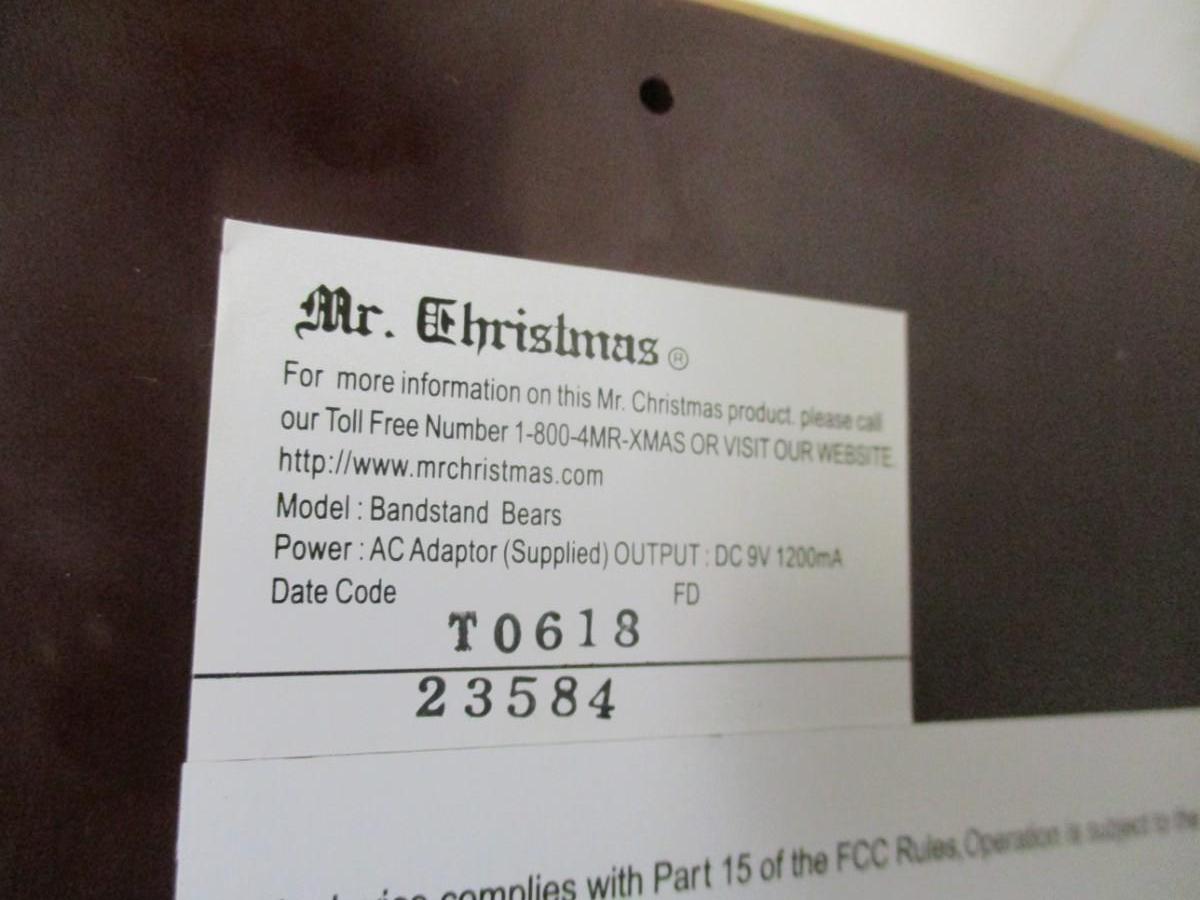 Mr. Christmas ®
For more information on this Mr. Christmas product. please call
our Toll Free Number 1-800-4MR-XMAS OR VISIT OUR WEBSITE.
http://www.mrchristmas.com
Model : Bandstand Bears
Power : AC Adaptor (Supplied) OUTPUT : DC 9V 1200mA
Date Code FD
T0618
23584
complies with Part 15 of the FCC Rules, Operation is subject to the